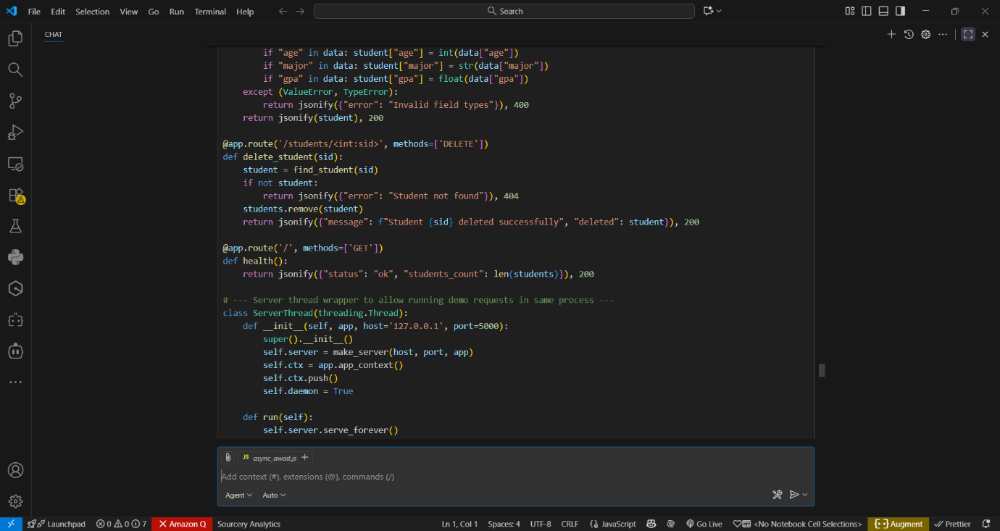 File Edit Selection View Go Run Terminal Help
Search
CHAT
        if "age" in data: student["age"] = int(data["age"])
        if "major" in data: student["major"] = str(data["major"])
        if "gpa" in data: student["gpa"] = float(data["gpa"])
    except (ValueError, TypeError):
        return jsonify({"error": "Invalid field types"}), 400
    return jsonify(student), 200
@app.route('/students/<int:sid>', methods=['DELETE'])
def delete_student(sid):
    student = find_student(sid)
    if not student:
        return jsonify({"error": "Student not found"}), 404
    students.remove(student)
    return jsonify({"message": f"Student {sid} deleted successfully", "deleted": student}), 200
@app.route('/', methods=['GET'])
def health():
    return jsonify({"status": "ok", "students_count": len(students)}), 200
# --- Server thread wrapper to allow running demo requests in same process ---
class ServerThread(threading.Thread):
    def __init__(self, app, host='127.0.0.1', port=5000):
        super().__init__()
        self.server = make_server(host, port, app)
        self.ctx = app.app_context()
        self.ctx.push()
        self.daemon = True
    def run(self):
        self.server.serve_forever()
JS async_await.js +
Add context (#), extensions (@), commands (/)
Agent Auto
Launchpad 0 0 7 Amazon Q Sourcery Analytics Ln 1, Col 1 Spaces: 4 UTF-8 CRLF JavaScript Go Live <No Notebook Cell Selections> Augment Prettier